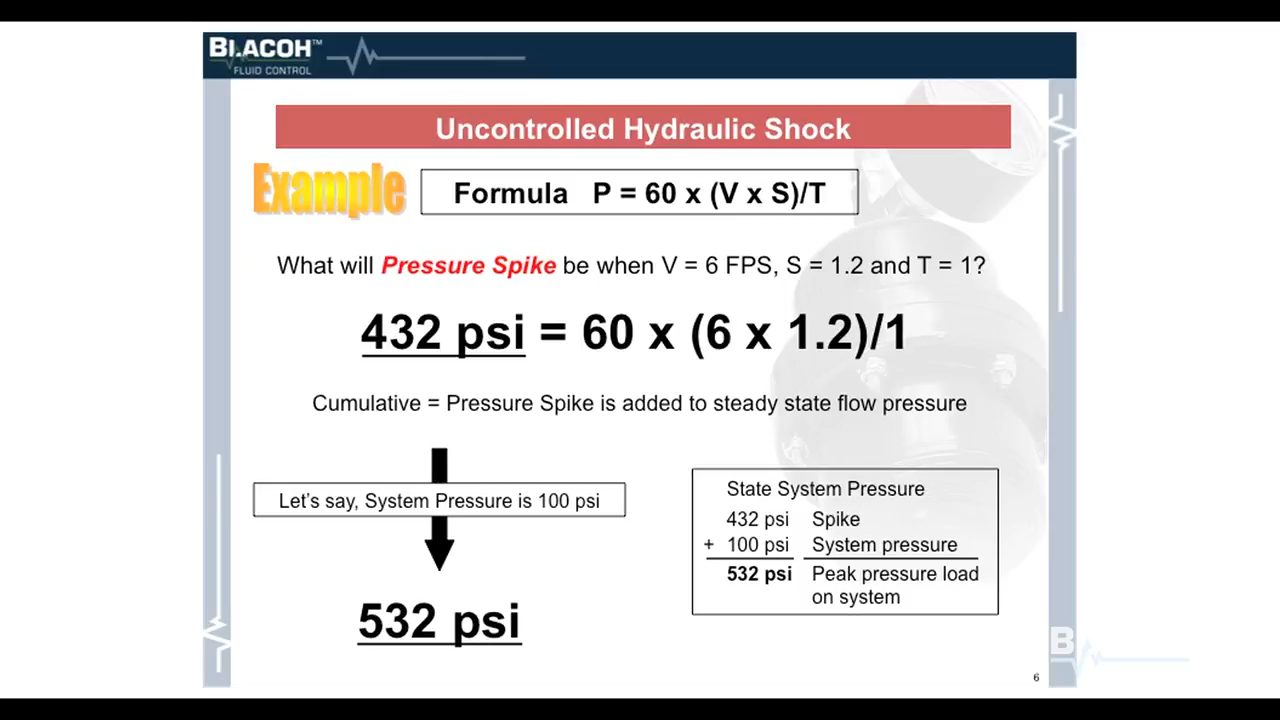 BLACOH™
FLUID CONTROL
Uncontrolled Hydraulic Shock
Example
Formula P = 60 x (V x S)/T
What will Pressure Spike be when V = 6 FPS, S = 1.2 and T = 1?
432 psi = 60 x (6 x 1.2)/1
Cumulative = Pressure Spike is added to steady state flow pressure
Let's say, System Pressure is 100 psi
532 psi
State System Pressure
432 psi Spike
+ 100 psi System pressure
532 psi Peak pressure load
on system
B
6